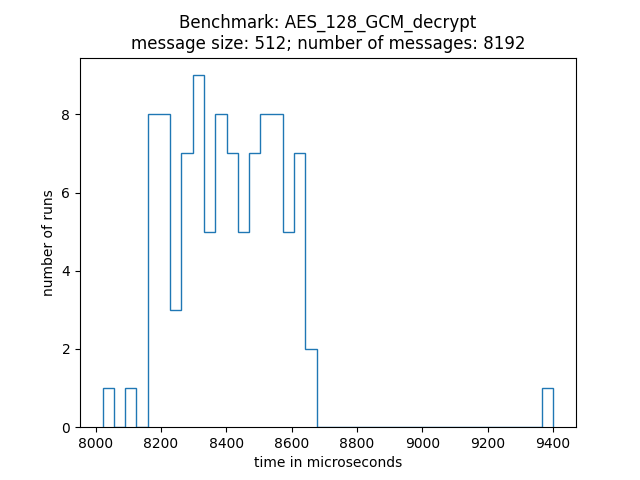 Benchmark: AES_128_GCM_decrypt
message size: 512; number of messages: 8192
8
6
4
2
0
number of runs
8000 8200 8400 8600 8800 9000 9200 9400
time in microseconds